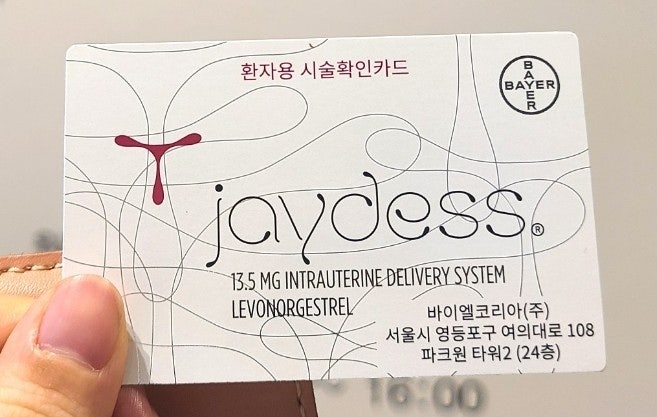 환자용 시술확인카드
BAYER
BAYER
jaydess®
13.5 MG INTRAUTERINE DELIVERY SYSTEM
LEVONORGESTREL
바이엘코리아(주)
서울시 영등포구 여의대로 108
파크원 타워2 (24층)
16:00